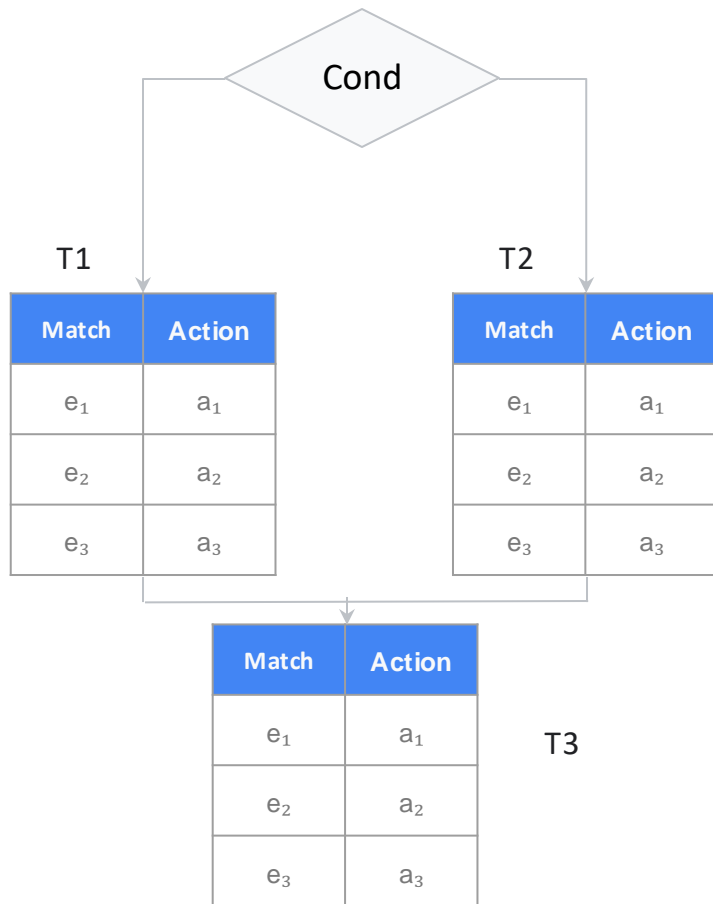 Cond
T1
T2
Match Action
e₁ a₁
e₂ a₂
e₃ a₃
Match Action
e₁ a₁
e₂ a₂
e₃ a₃
Match Action
e₁ a₁
e₂ a₂
e₃ a₃
T3